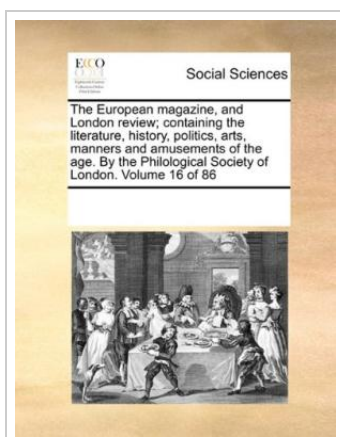 ECCO
Social Sciences
The European magazine, and
London review; containing the
literature, history, politics, arts,
manners and amusements of the
age. By the Philological Society of
London. Volume 16 of 86